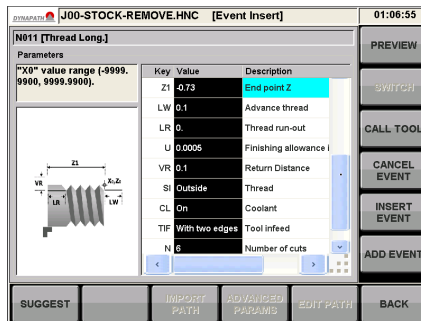 DYNAPATH J00-STOCK-REMOVE.HNC [Event Insert] 01:06:55
N011 [Thread Long.]
Parameters
"X0" value range (-9999.
9900, 9999.9900).
Key Value Description
Z1 -0.73 End point Z
LW 0.1 Advance thread
LR 0. Thread run-out
U 0.0005 Finishing allowance i
VR 0.1 Return Distance
SI Outside Thread
CL On Coolant
TIF With two edges Tool infeed
N 6 Number of cuts
Z1
X0,Z0
VR
LR
LW
PREVIEW
SWITCH
CALL TOOL
CANCEL
EVENT
INSERT
EVENT
ADD EVENT
SUGGEST
IMPORT
PATH
ADVANCED
PARAMS
EDIT PATH
BACK